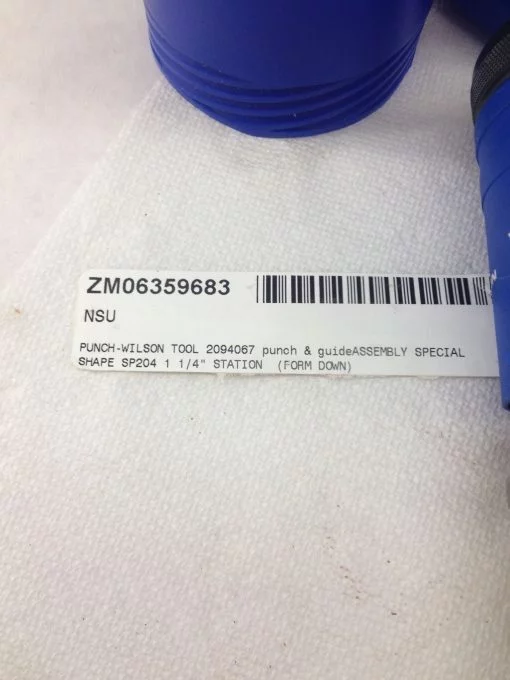 ZM06359683
NSU
PUNCH-WILSON TOOL 2094067 punch & guideASSEMBLY SPECIAL
SHAPE SP204 1 1/4" STATION (FORM DOWN)